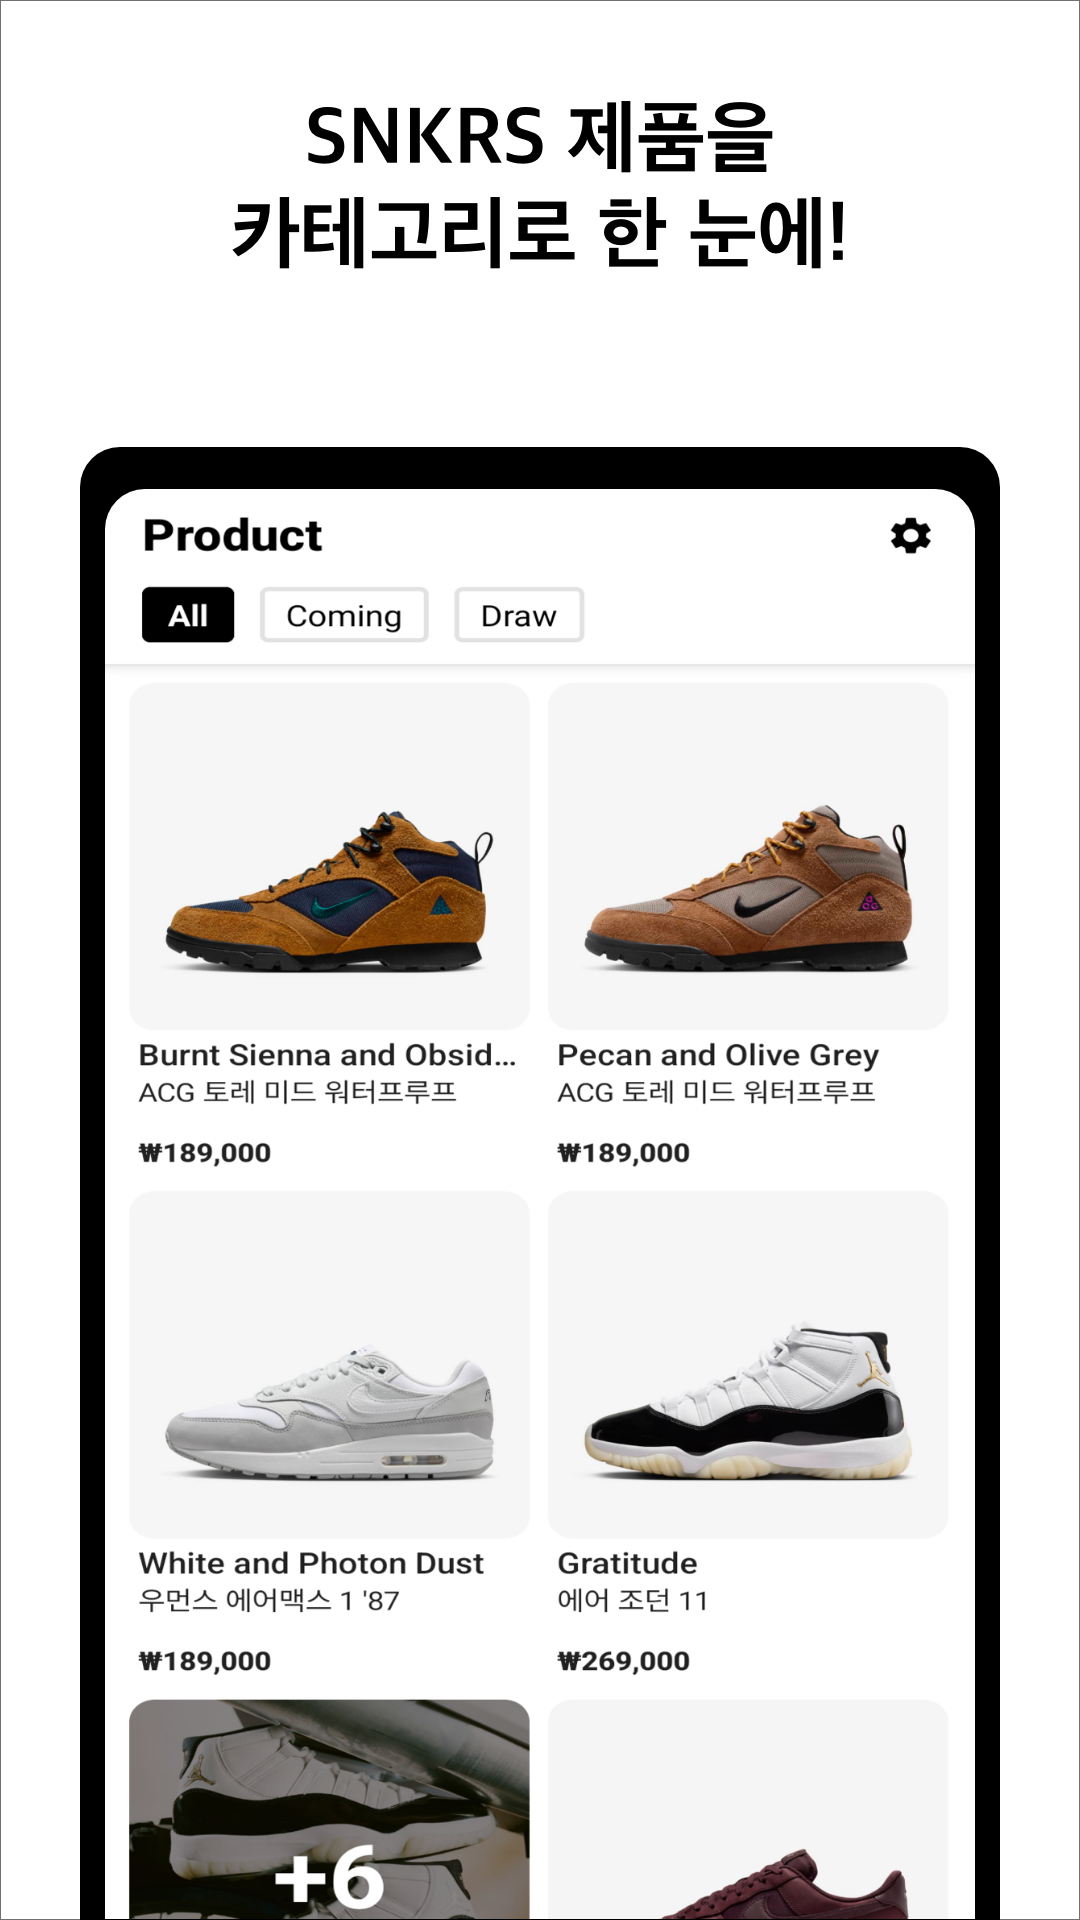 SNKRS 제품을
카테고리로 한 눈에!
Product
All
Coming
Draw
Burnt Sienna and Obsid...
ACG 토레 미드 워터프루프
₩189,000
Pecan and Olive Grey
ACG 토레 미드 워터프루프
₩189,000
White and Photon Dust
우먼스 에어맥스 1 '87
₩189,000
Gratitude
에어 조던 11
₩269,000
+6